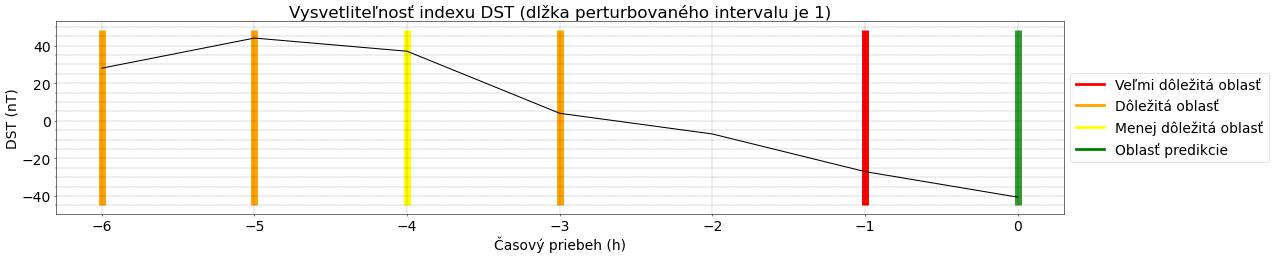 Vysvetliteľnosť indexu DST (dlžka perturbovaného intervalu je 1)
DST (nT)
40
20
0
−20
−40
−6 −5 −4 −3 −2 −1 0
Časový priebeh (h)
Veľmi dôležitá oblasť
Dôležitá oblasť
Menej dôležitá oblasť
Oblasť predikcie